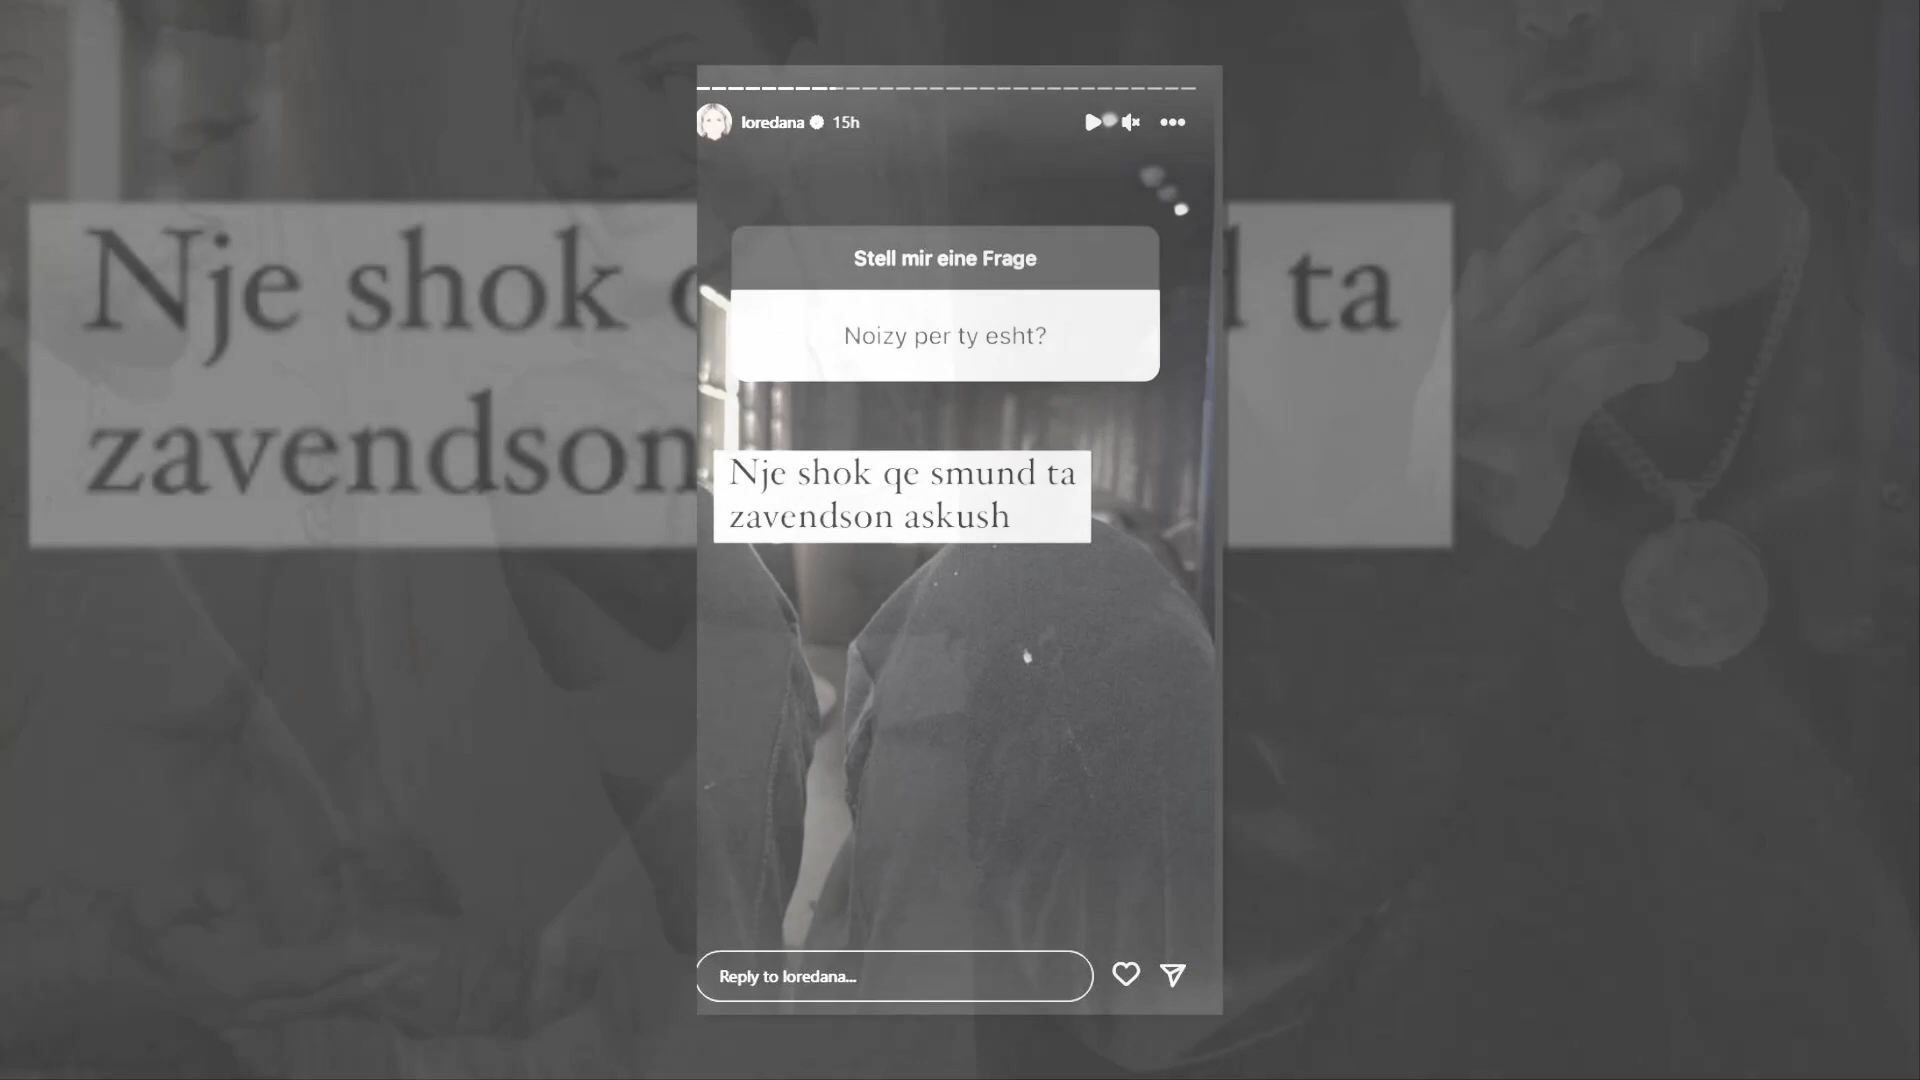 loredana 15h
Stell mir eine Frage
Noizy per ty esht?
Nje shok qe smund ta
zavendson askush
Reply to loredana...
Nje shok
ta
zavendson